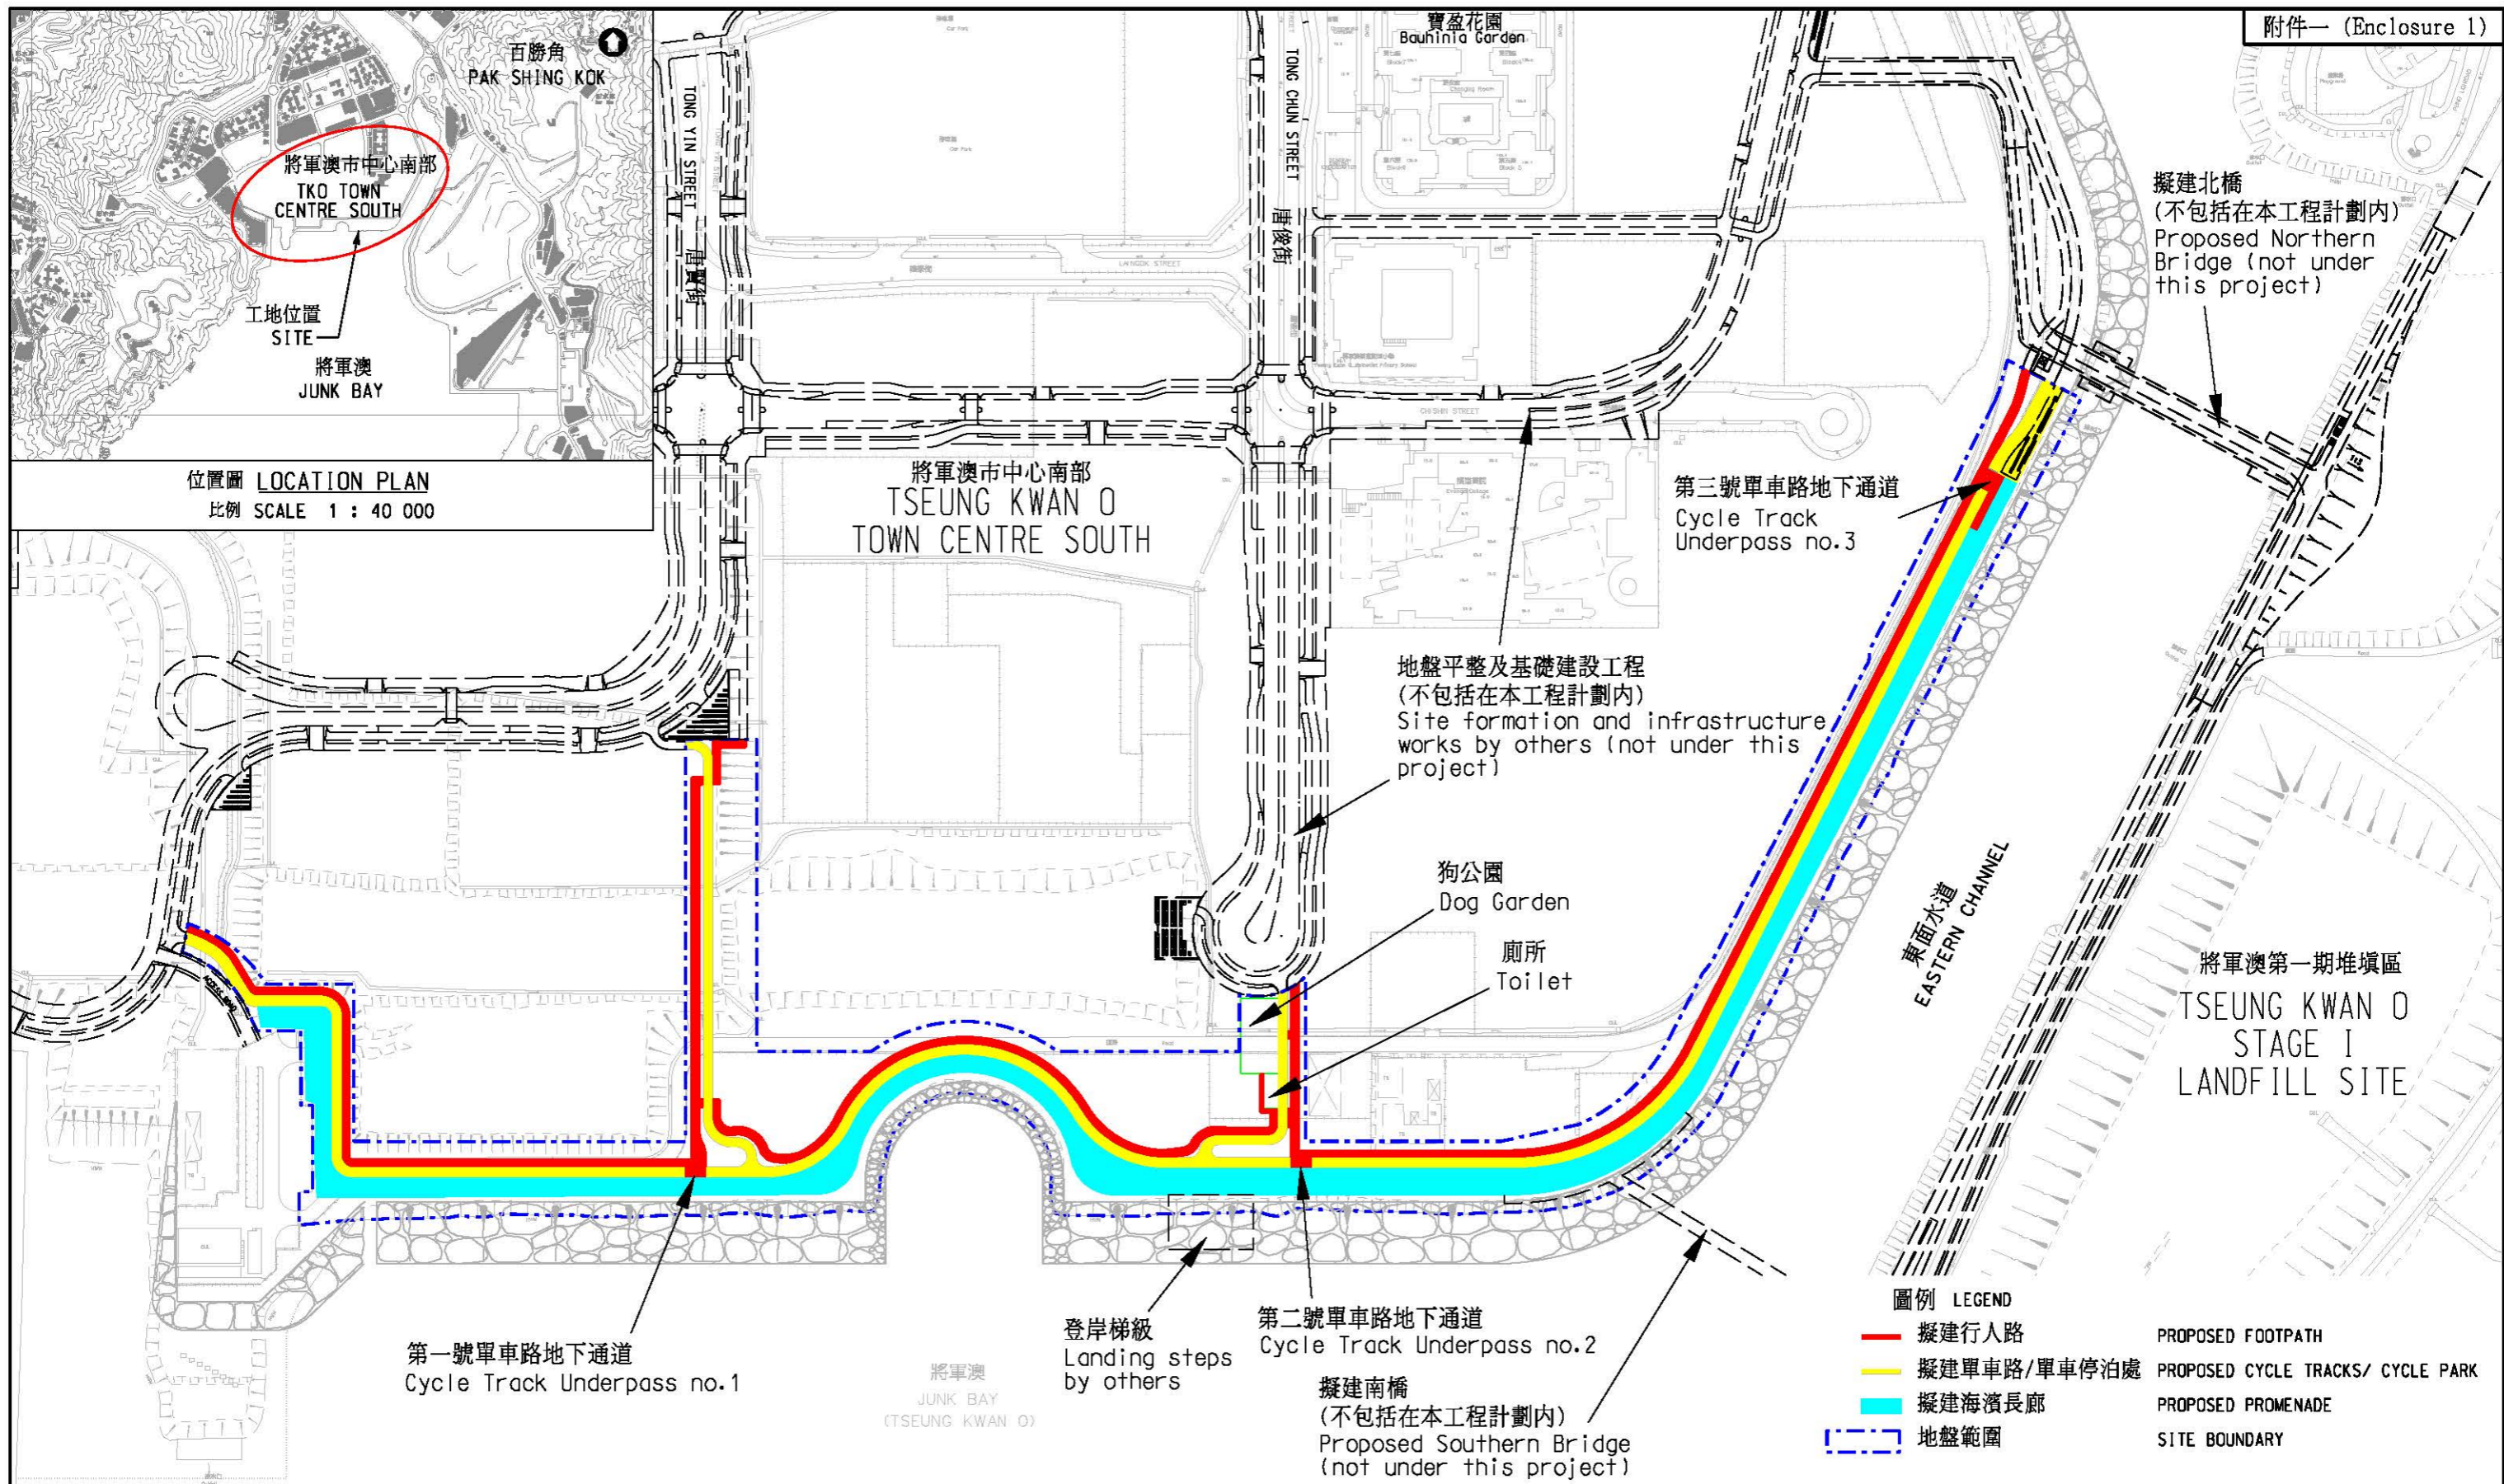 附件一 (Enclosure 1)
百勝角
PAK SHING KOK
將軍澳市中心南部
TKO TOWN
CENTRE SOUTH
工地位置
SITE
將軍澳
JUNK BAY
位置圖 LOCATION PLAN
比例 SCALE 1 : 40 000
TONG YIN STREET
唐賢街
TONG CHUN STREET
唐俊街
寶盈花園
Bauhinia Garden
Car Park
Car Park
CHI SHIN STREET
將軍澳市中心南部
TSEUNG KWAN O
TOWN CENTRE SOUTH
擬建北橋
(不包括在本工程計劃內)
Proposed Northern
Bridge (not under
this project)
第三號單車路地下通道
Cycle Track
Underpass no.3
地盤平整及基礎建設工程
(不包括在本工程計劃內)
Site formation and infrastructure
works by others (not under this
project)
狗公園
Dog Garden
廁所
Toilet
東面水道
EASTERN CHANNEL
將軍澳第一期堆填區
TSEUNG KWAN O
STAGE I
LANDFILL SITE
ACCESS ROAD
第一號單車路地下通道
Cycle Track Underpass no.1
將軍澳
JUNK BAY
(TSEUNG KWAN O)
登岸梯級
Landing steps
by others
第二號單車路地下通道
Cycle Track Underpass no.2
擬建南橋
(不包括在本工程計劃內)
Proposed Southern Bridge
(not under this project)
圖例 LEGEND
擬建行人路 PROPOSED FOOTPATH
擬建單車路/單車停泊處 PROPOSED CYCLE TRACKS/ CYCLE PARK
擬建海濱長廊 PROPOSED PROMENADE
地盤範圍 SITE BOUNDARY